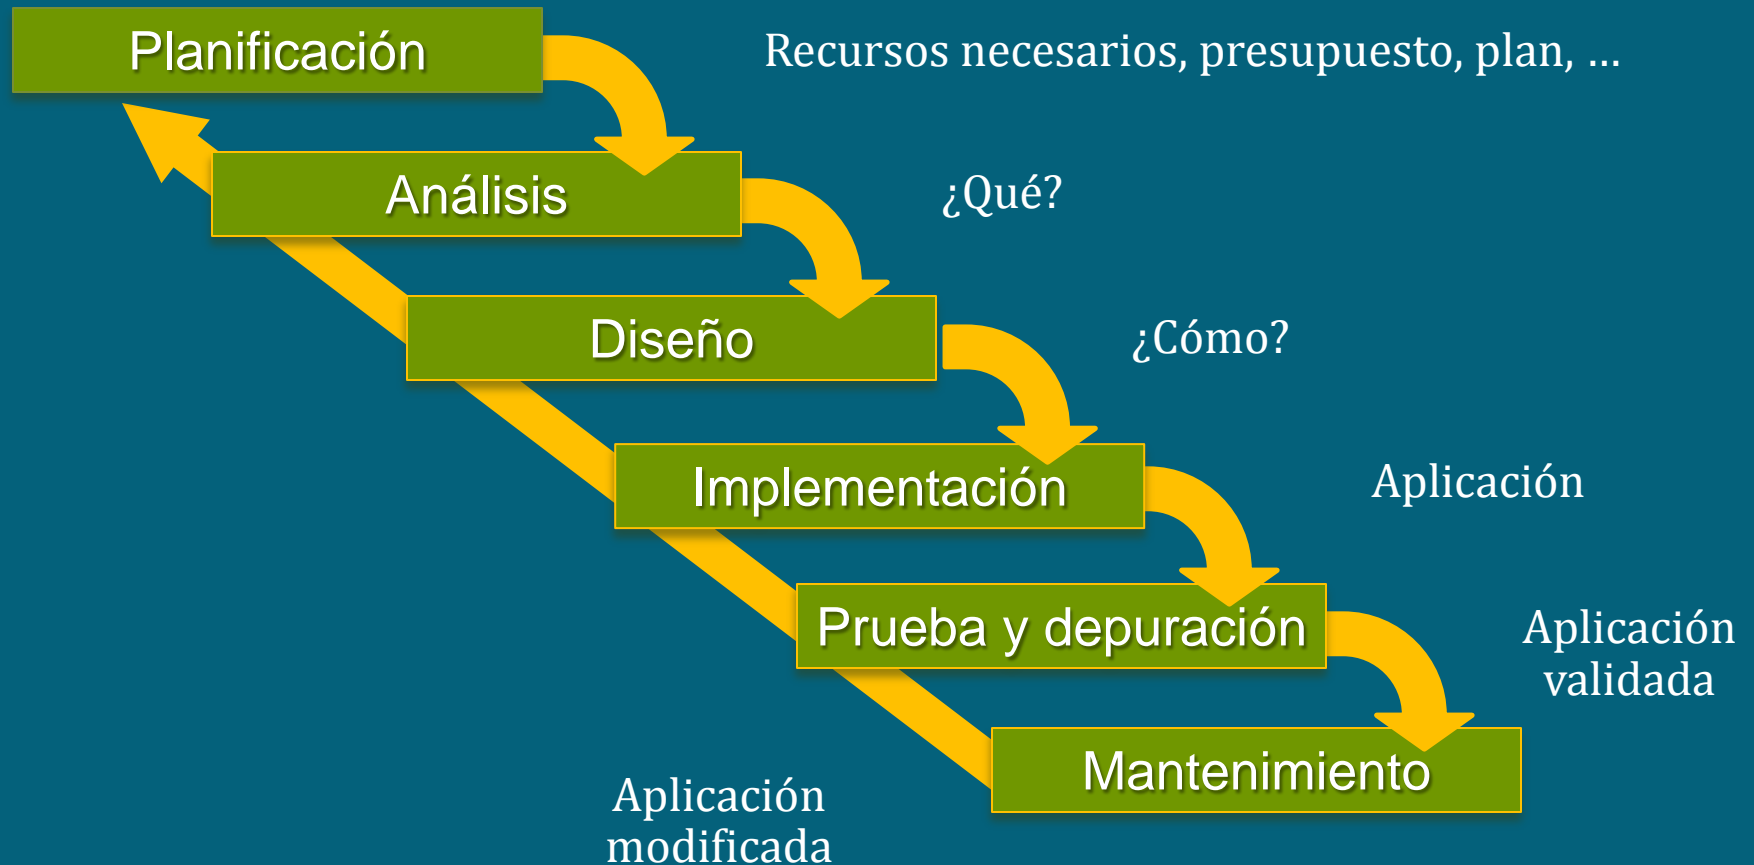 Planificación
Recursos necesarios, presupuesto, plan, …
Análisis
¿Qué?
Diseño
¿Cómo?
Implementación
Aplicación
Prueba y depuración
Aplicación
validada
Mantenimiento
Aplicación
modificada